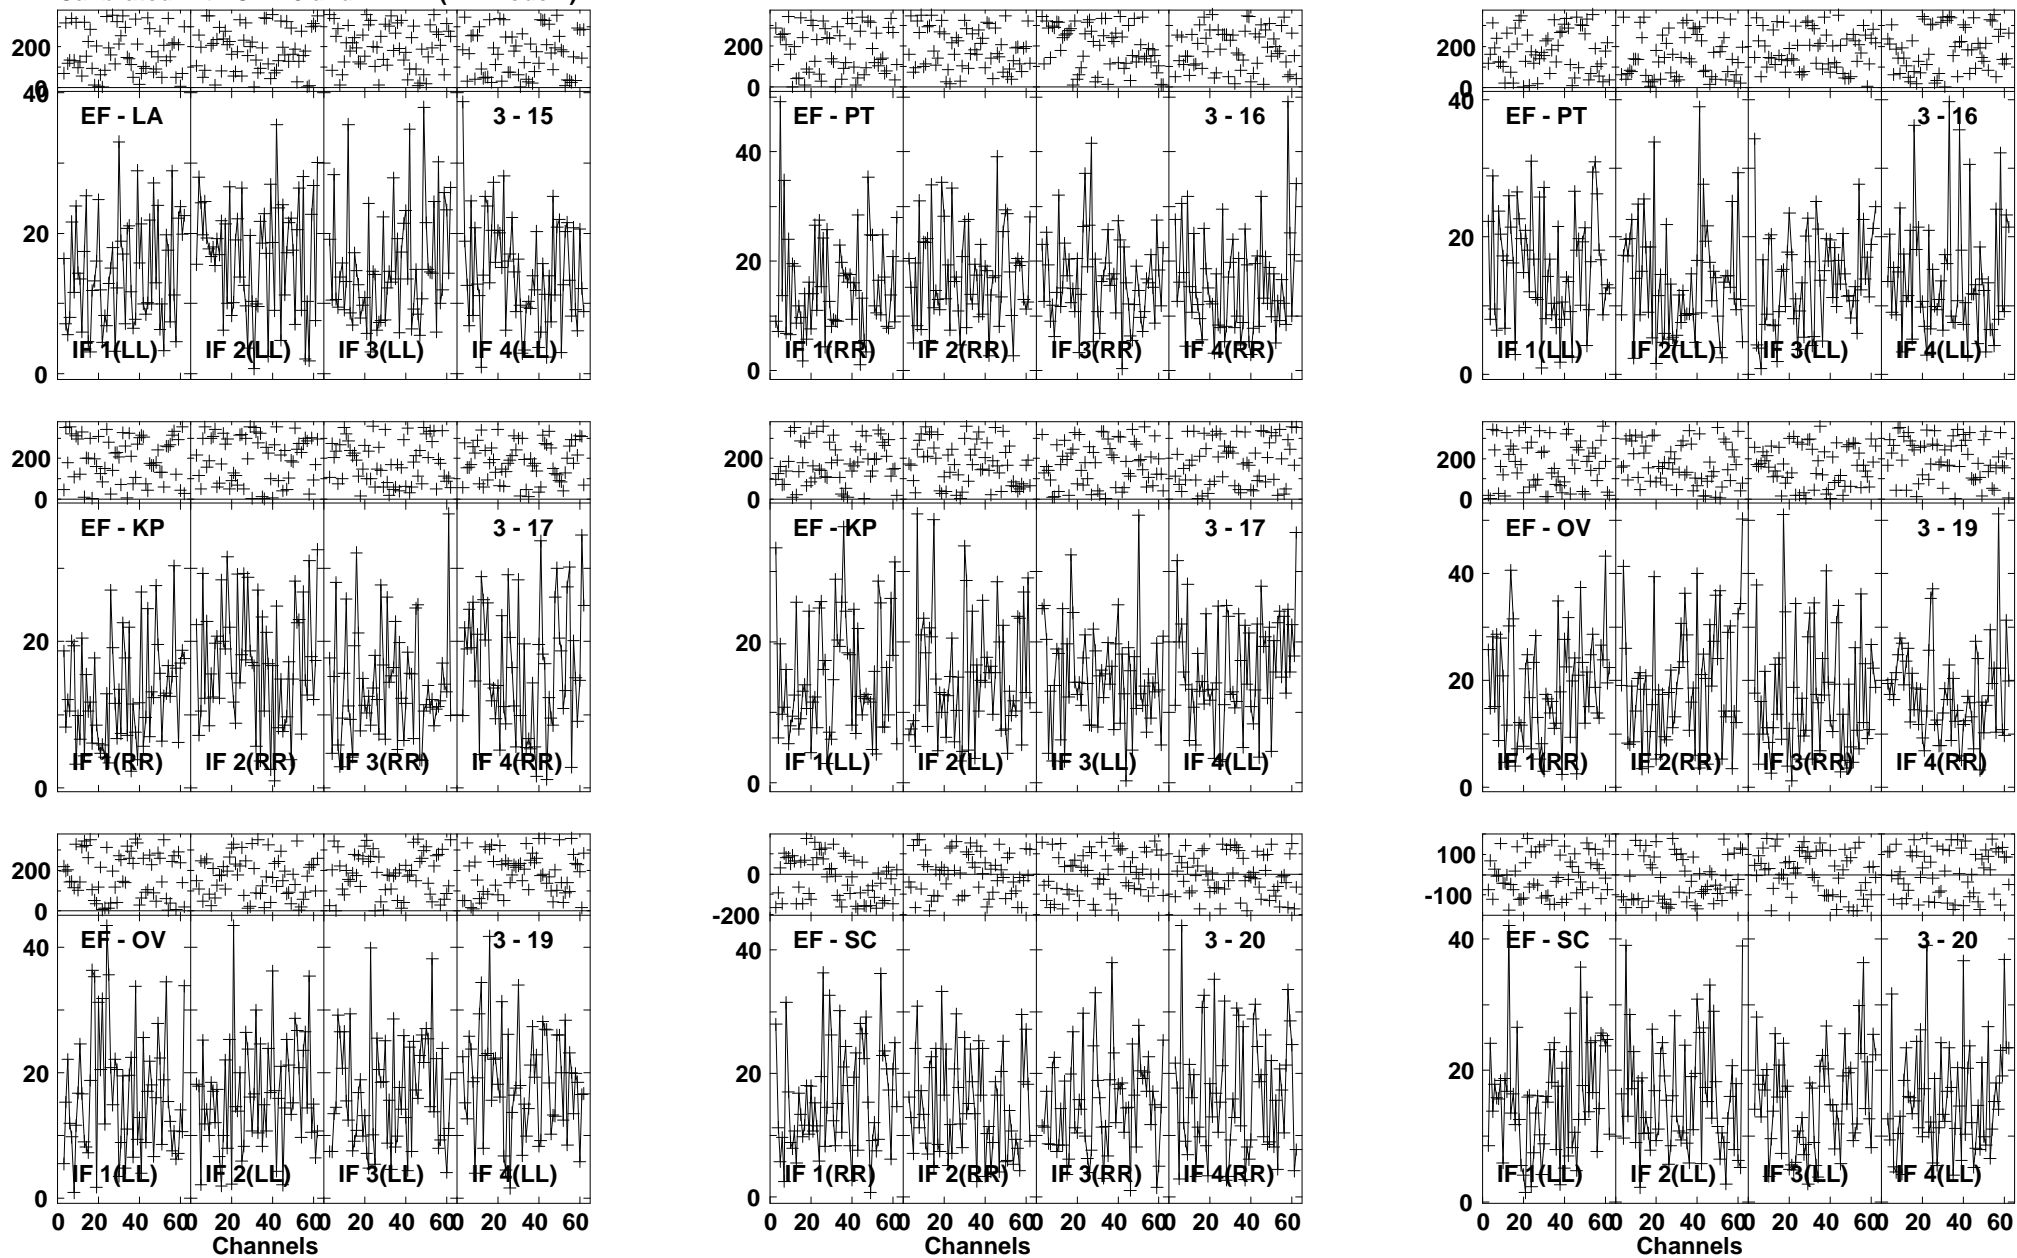 200
0
200
0
200
0
40
20
0
EF - LA
3 - 15
IF 1(LL)
IF 2(LL)
IF 3(LL)
IF 4(LL)
40
20
0
EF - PT
3 - 16
IF 1(RR)
IF 2(RR)
IF 3(RR)
IF 4(RR)
40
20
0
EF - PT
3 - 16
IF 1(LL)
IF 2(LL)
IF 3(LL)
IF 4(LL)
200
0
20
0
EF - KP
3 - 17
IF 1(RR)
IF 2(RR)
IF 3(RR)
IF 4(RR)
200
0
20
0
EF - KP
3 - 17
IF 1(LL)
IF 2(LL)
IF 3(LL)
IF 4(LL)
200
0
40
20
0
EF - OV
3 - 19
IF 1(RR)
IF 2(RR)
IF 3(RR)
IF 4(RR)
200
0
40
20
0
EF - OV
3 - 19
IF 1(LL)
IF 2(LL)
IF 3(LL)
IF 4(LL)
0 20 40 60 0 20 40 60 0 20 40 60 0 20 40 60
Channels
0
-200
40
20
0
EF - SC
3 - 20
IF 1(RR)
IF 2(RR)
IF 3(RR)
IF 4(RR)
0 20 40 60 0 20 40 60 0 20 40 60 0 20 40 60
Channels
100
-100
40
20
0
EF - SC
3 - 20
IF 1(LL)
IF 2(LL)
IF 3(LL)
IF 4(LL)
0 20 40 60 0 20 40 60 0 20 40 60 0 20 40 60
Channels